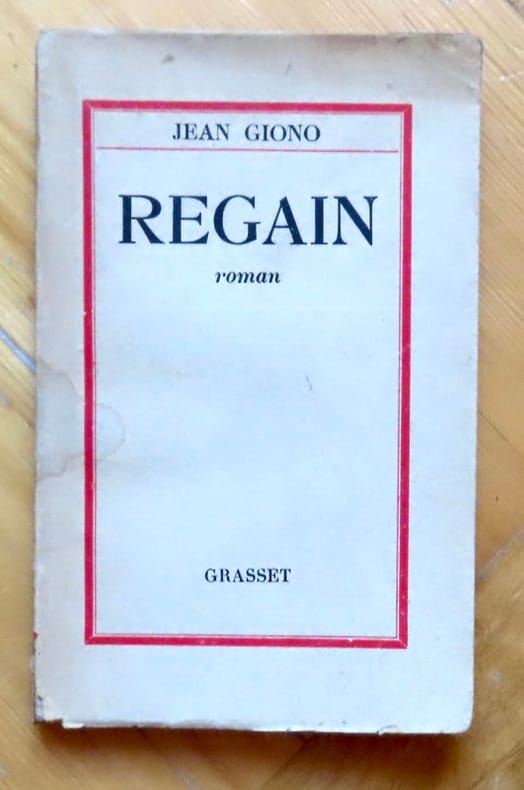 JEAN GIONO
REGAIN
roman
GRASSET